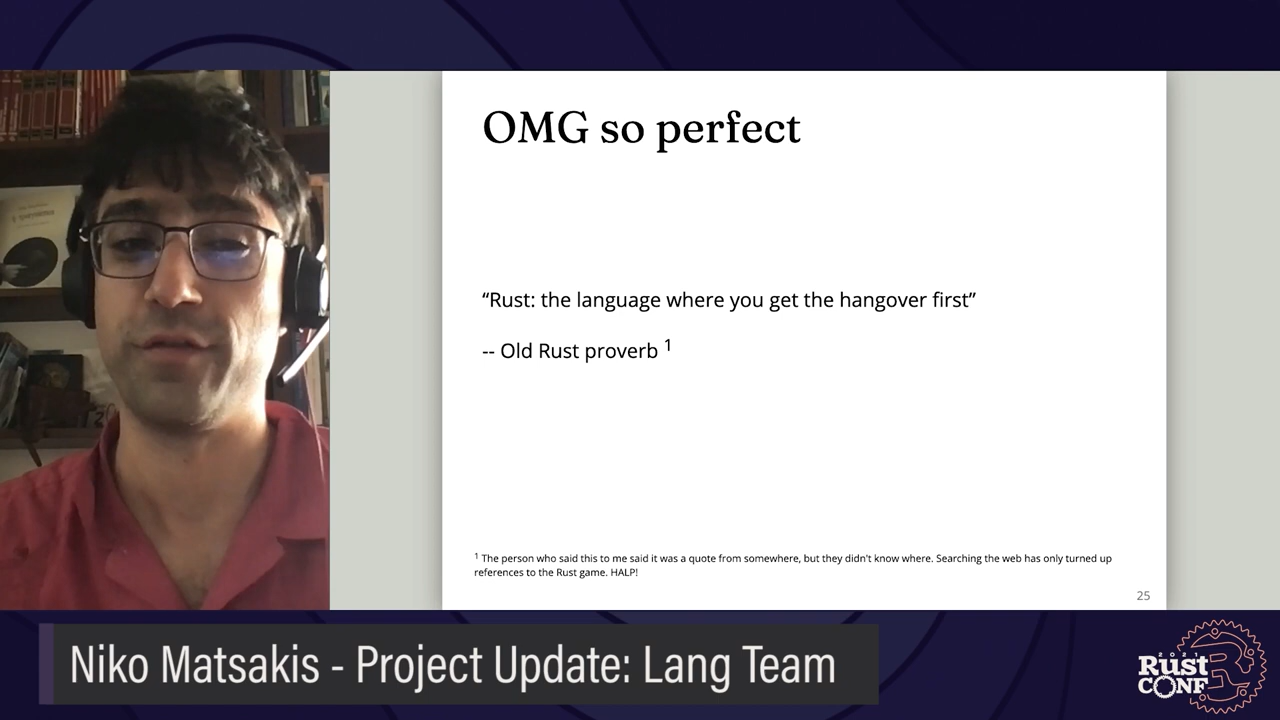 OMG so perfect
“Rust: the language where you get the hangover first”
-- Old Rust proverb 1
1 The person who said this to me said it was a quote from somewhere, but they didn't know where. Searching the web has only turned up
references to the Rust game. HALP!
25
Niko Matsakis - Project Update: Lang Team
Rust
CONF